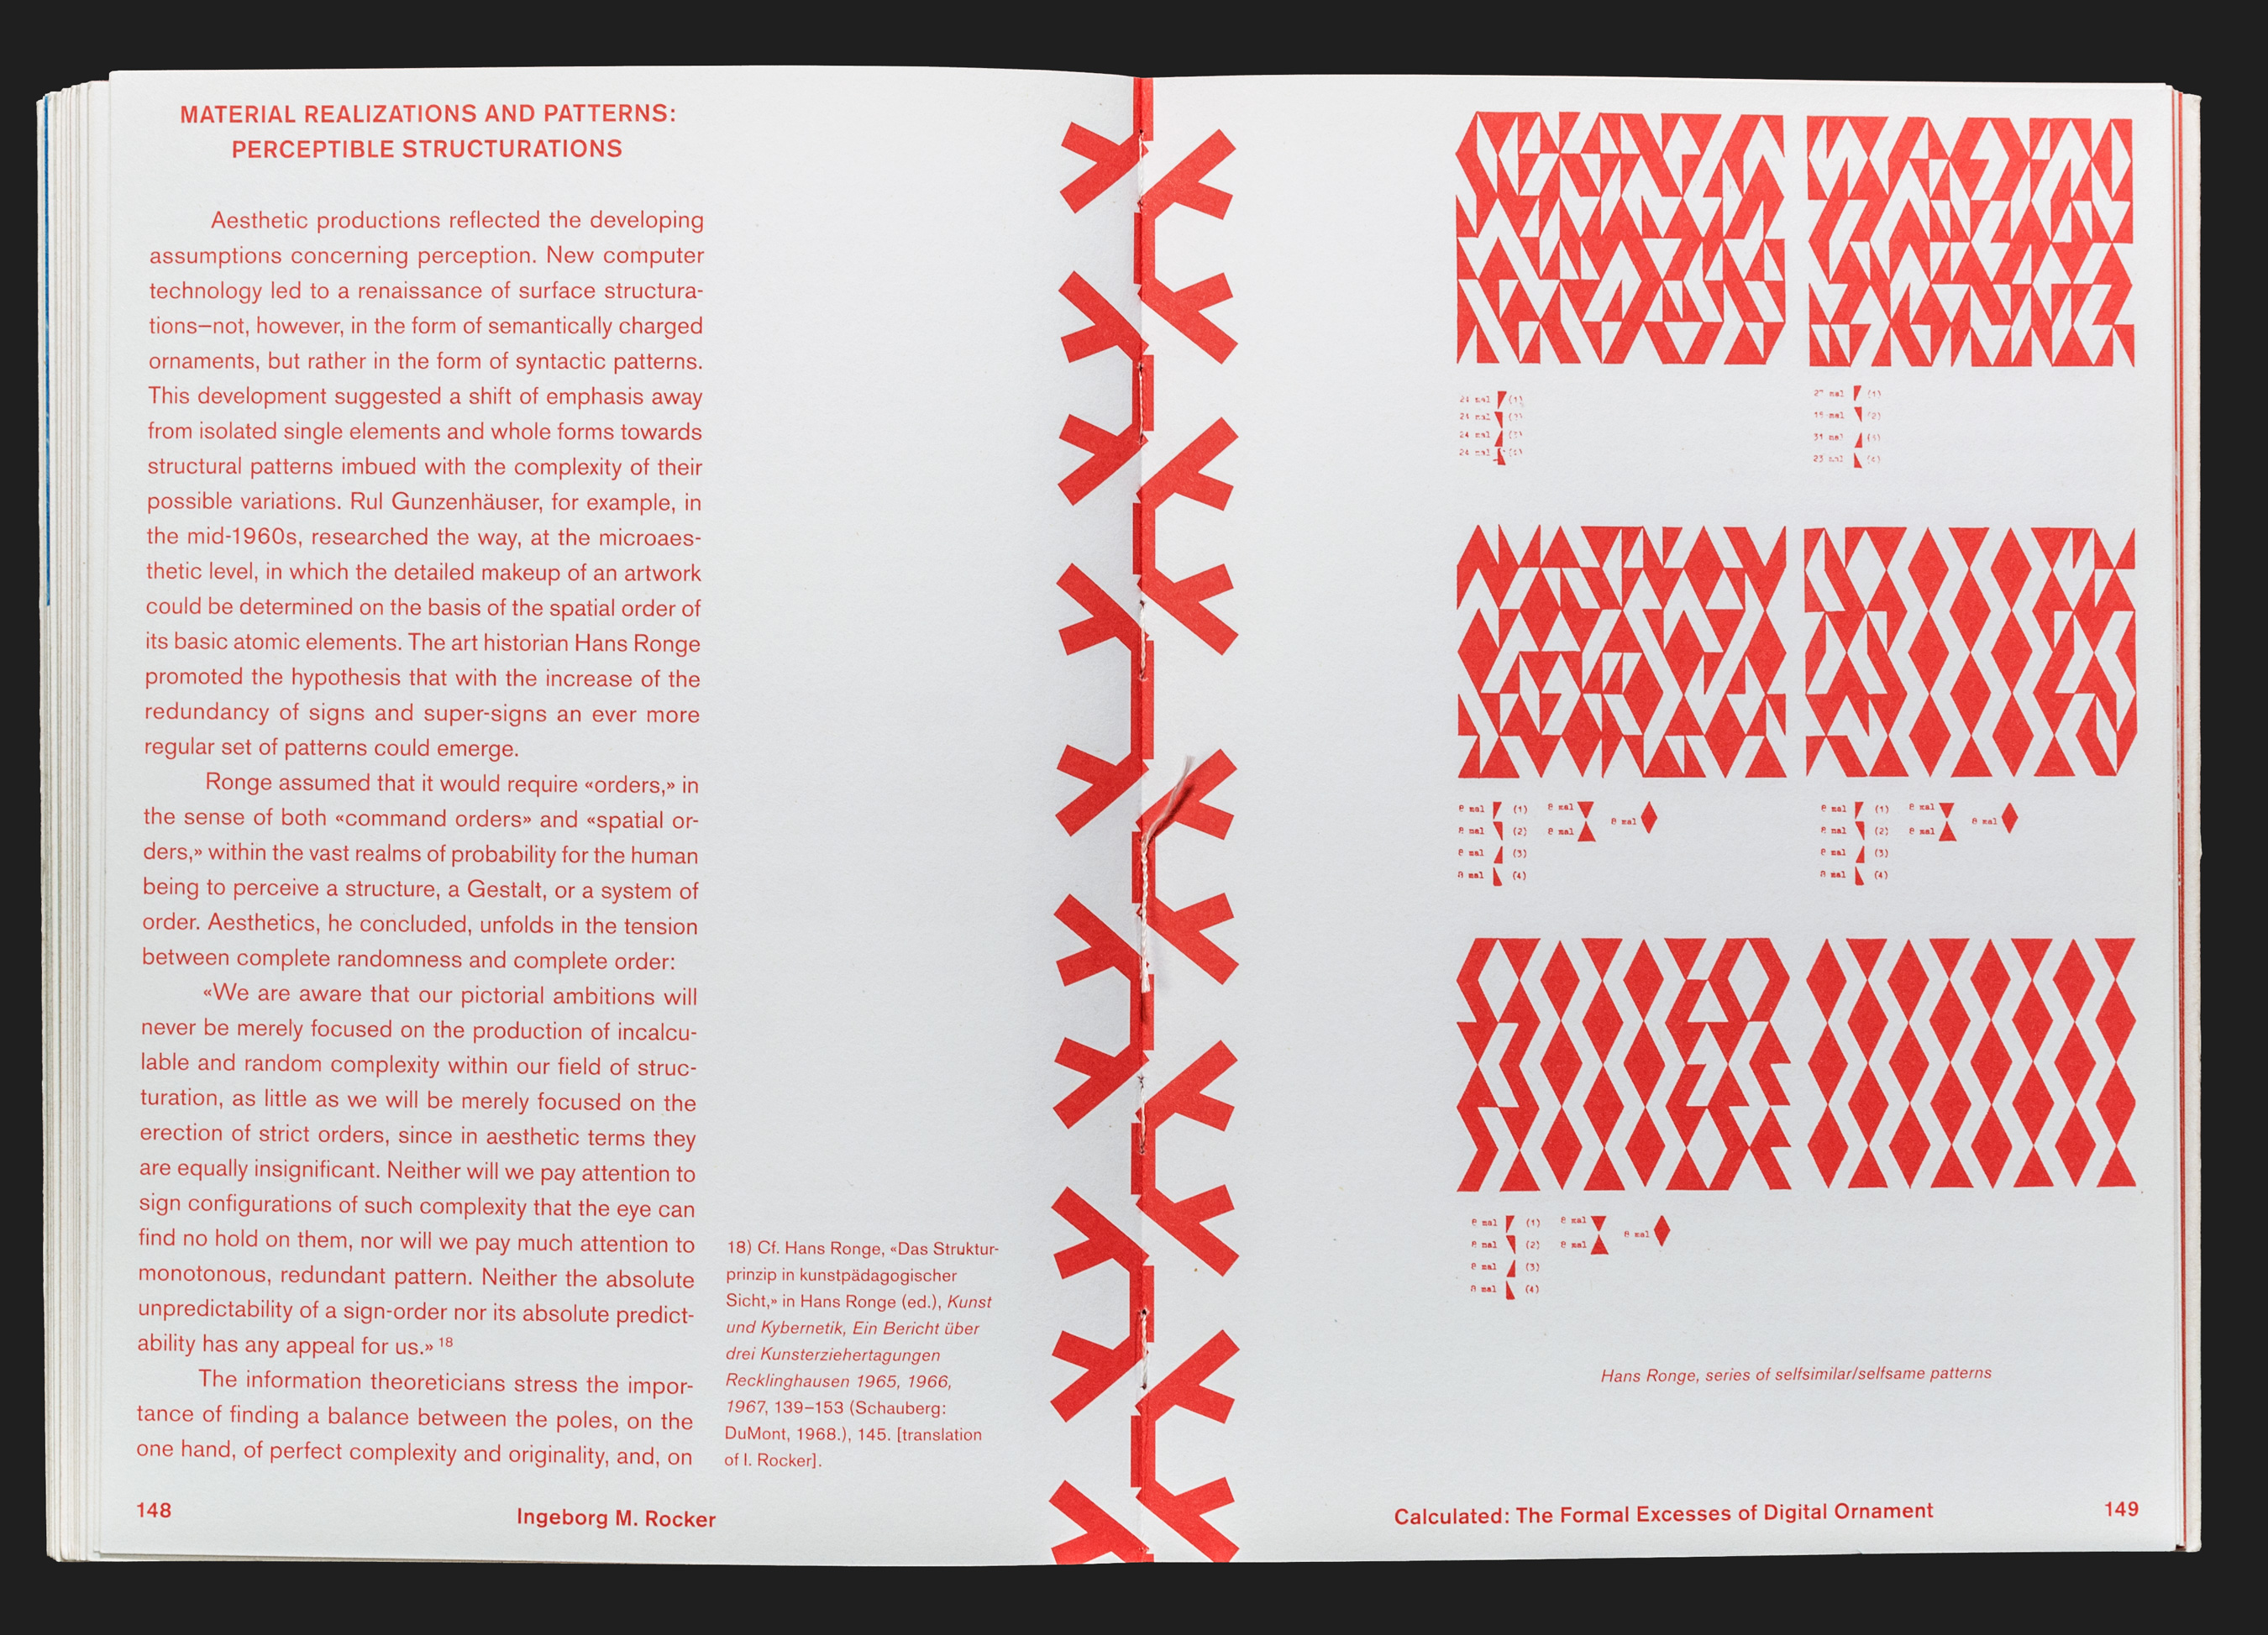 MATERIAL REALIZATIONS AND PATTERNS:
PERCEPTIBLE STRUCTURATIONS
Aesthetic productions reflected the developing
assumptions concerning perception. New computer
technology led to a renaissance of surface structura-
tions—not, however, in the form of semantically charged
ornaments, but rather in the form of syntactic patterns.
This development suggested a shift of emphasis away
from isolated single elements and whole forms towards
structural patterns imbued with the complexity of their
possible variations. Rul Gunzenhäuser, for example, in
the mid-1960s, researched the way, at the microaes-
thetic level, in which the detailed makeup of an artwork
could be determined on the basis of the spatial order of
its basic atomic elements. The art historian Hans Ronge
promoted the hypothesis that with the increase of the
redundancy of signs and super-signs an ever more
regular set of patterns could emerge.
Ronge assumed that it would require «orders,» in
the sense of both «command orders» and «spatial or-
ders,» within the vast realms of probability for the human
being to perceive a structure, a Gestalt, or a system of
order. Aesthetics, he concluded, unfolds in the tension
between complete randomness and complete order:
«We are aware that our pictorial ambitions will
never be merely focused on the production of incalcu-
lable and random complexity within our field of struc-
turation, as little as we will be merely focused on the
erection of strict orders, since in aesthetic terms they
are equally insignificant. Neither will we pay attention to
sign configurations of such complexity that the eye can
find no hold on them, nor will we pay much attention to
monotonous, redundant pattern. Neither the absolute
unpredictability of a sign-order nor its absolute predict-
ability has any appeal for us.» 18
The information theoreticians stress the impor-
tance of finding a balance between the poles, on the
one hand, of perfect complexity and originality, and, on
18) Cf. Hans Ronge, «Das Struktur-
prinzip in kunstpädagogischer
Sicht,» in Hans Ronge (ed.), Kunst
und Kybernetik, Ein Bericht über
drei Kunsterziehertagungen
Recklinghausen 1965, 1966,
1967, 139–153 (Schauberg:
DuMont, 1968.), 145. [translation
of I. Rocker].
148
Ingeborg M. Rocker
24 mal (1)
24 mal
24 mal
24 mal
mal (1)
15 mal (2)
31 mal (3)
23 mal (4)
8 mal (1) 8 mal
8 mal (2) 8 mal 8 mal
8 mal (3)
8 mal (4)
8 mal (1) 8 mal
8 mal (2) 8 mal 8 mal
8 mal (3)
8 mal (4)
8 mal (1) 8 mal
8 mal (2) 8 mal 8 mal
8 mal (3)
8 mal (4)
Hans Ronge, series of selfsimilar/selfsame patterns
Calculated: The Formal Excesses of Digital Ornament
149